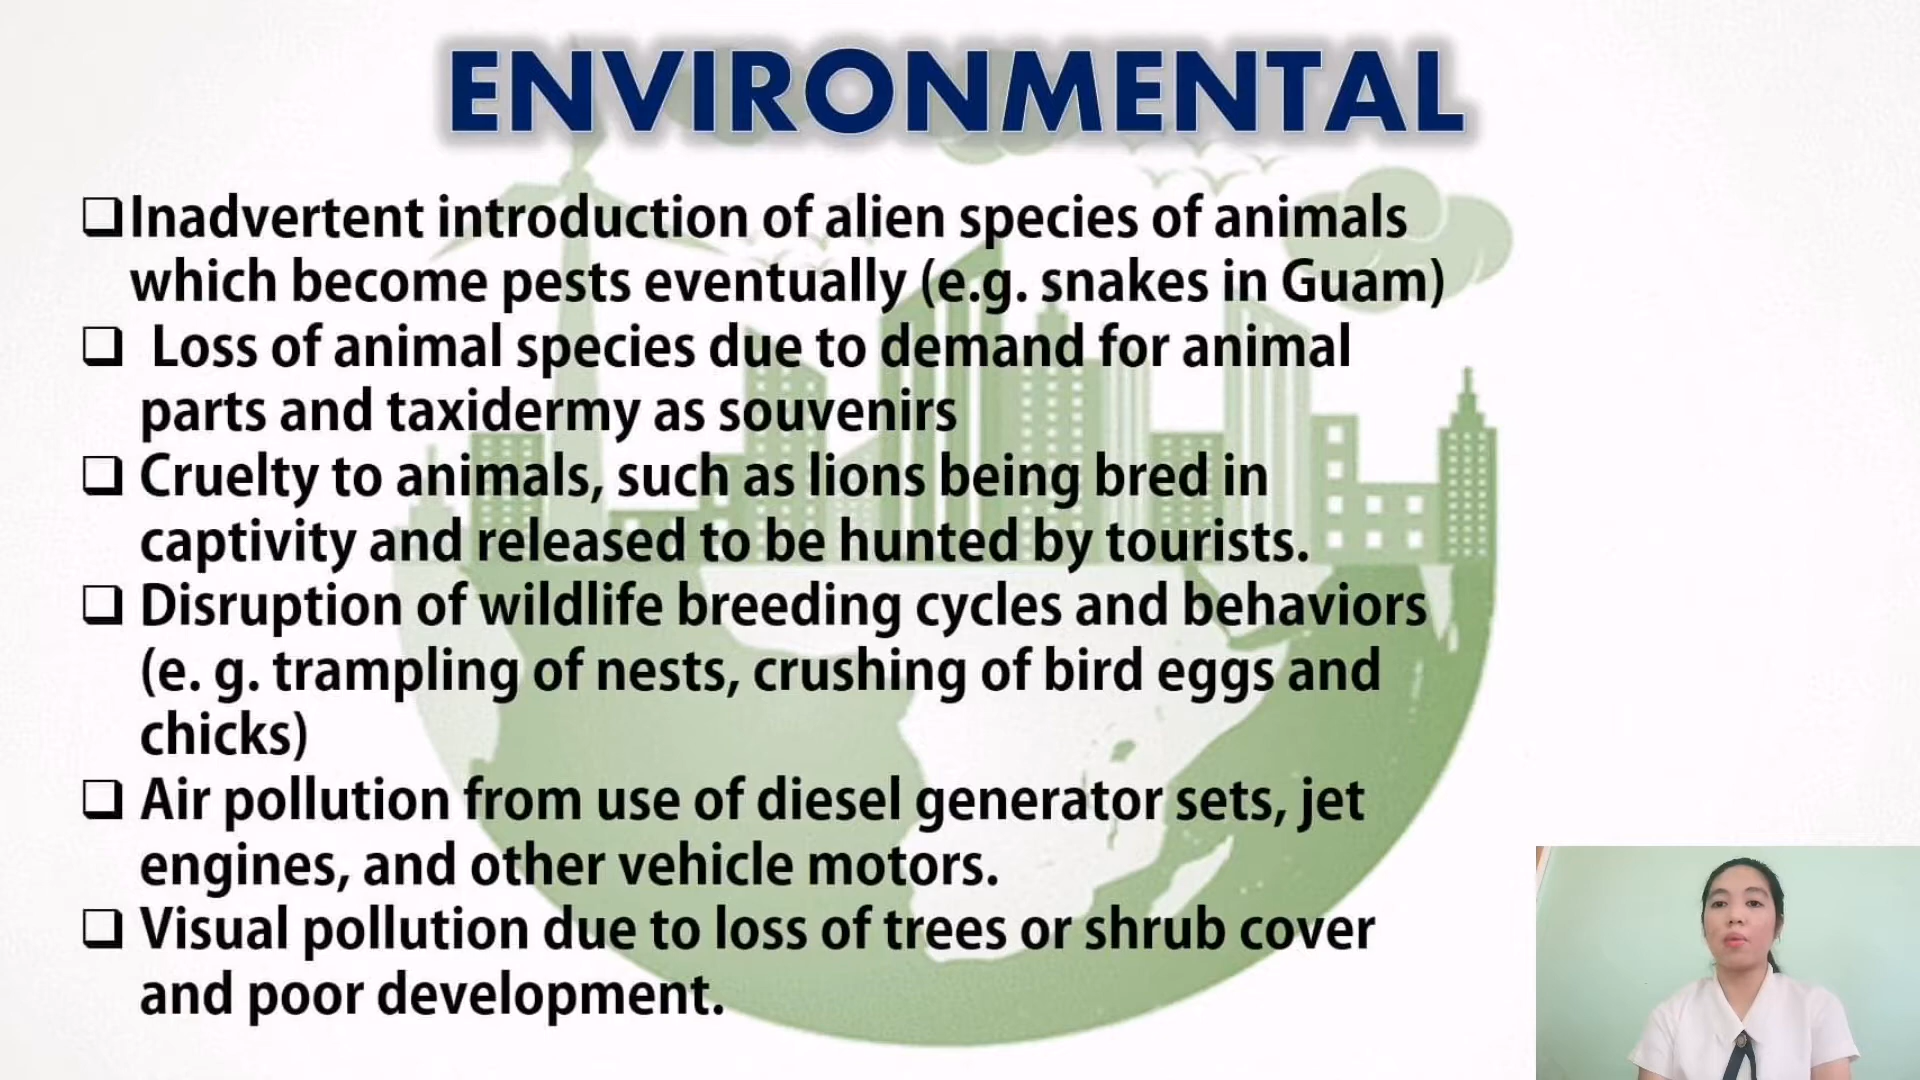 ENVIRONMENTAL
❑Inadvertent introduction of alien species of animals
which become pests eventually (e.g. snakes in Guam)
❑ Loss of animal species due to demand for animal
parts and taxidermy as souvenirs
❑ Cruelty to animals, such as lions being bred in
captivity and released to be hunted by tourists.
❑ Disruption of wildlife breeding cycles and behaviors
(e. g. trampling of nests, crushing of bird eggs and
chicks)
❑ Air pollution from use of diesel generator sets, jet
engines, and other vehicle motors.
❑ Visual pollution due to loss of trees or shrub cover
and poor development.